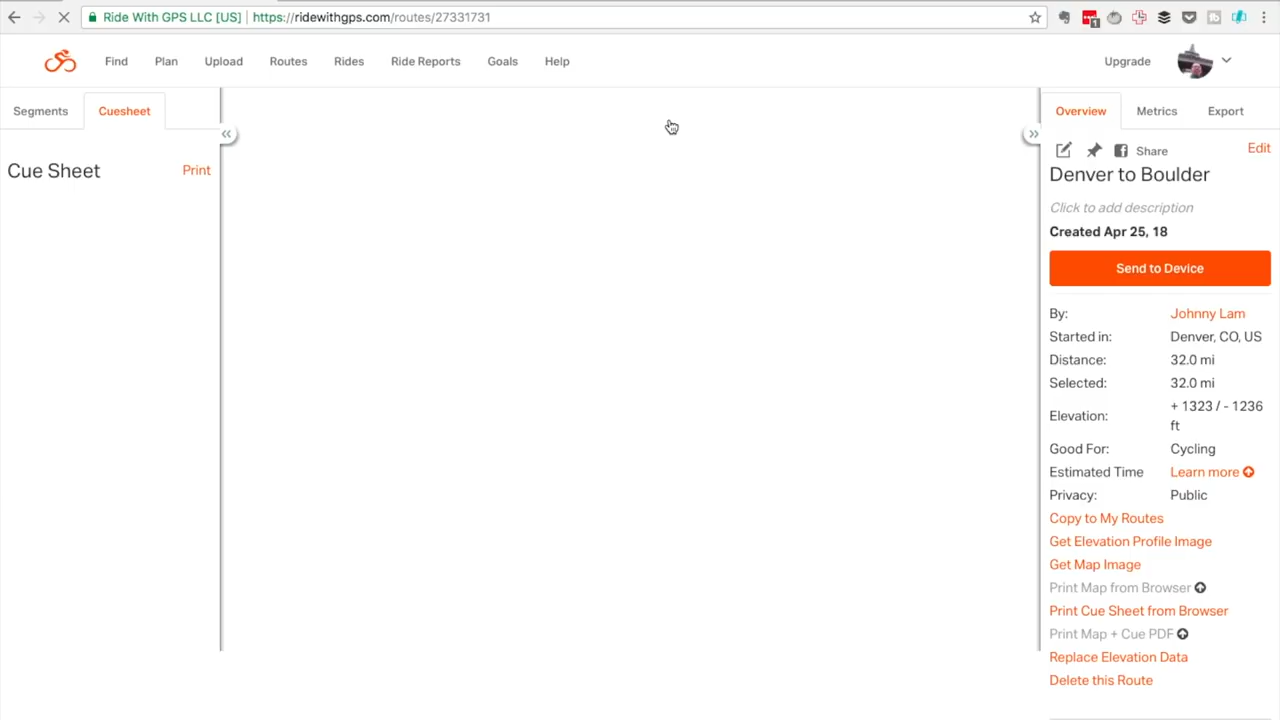 Ride With GPS LLC [US] https://ridewithgps.com/routes/27331731
1
Find Plan Upload Routes Rides Ride Reports Goals Help Upgrade
Segments Cuesheet
Cue Sheet Print
Overview Metrics Export
Share Edit
Denver to Boulder
Click to add description
Created Apr 25, 18
Send to Device
By: Johnny Lam
Started in: Denver, CO, US
Distance: 32.0 mi
Selected: 32.0 mi
Elevation: + 1323 / - 1236
ft
Good For: Cycling
Estimated Time Learn more
Privacy: Public
Copy to My Routes
Get Elevation Profile Image
Get Map Image
Print Map from Browser
Print Cue Sheet from Browser
Print Map + Cue PDF
Replace Elevation Data
Delete this Route